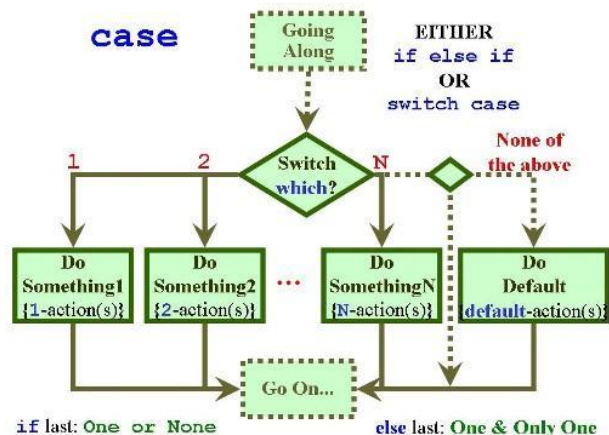 case
Going
Along
EITHER
if else if
OR
switch case
1
2
Switch
which?
N
None of
the above
Do
Something1
{1-action(s)}
Do
Something2
{2-action(s)}
...
Do
SomethingN
{N-action(s)}
Do
Default
{default-action(s)}
Go On...
if last: One or None
else last: One & Only One